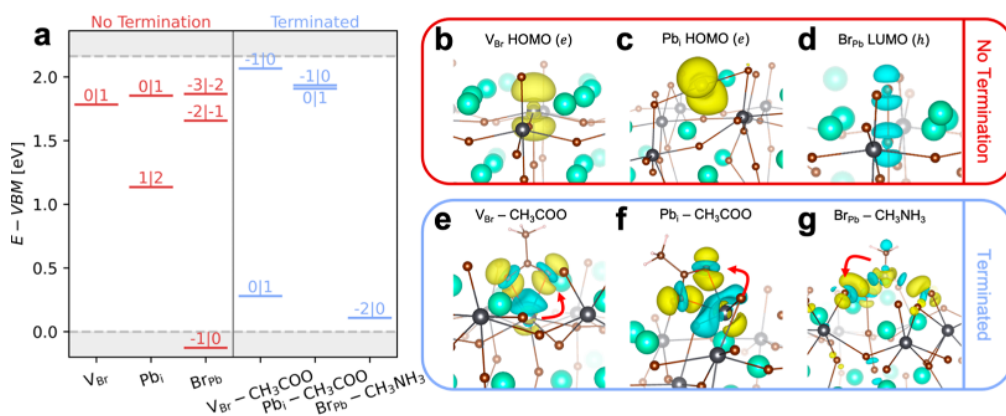 a
No Termination
Terminated
E − VBM [eV]
2.0
1.5
1.0
0.5
0.0
0|1
0|1
1|2
-3|-2
-2|-1
-1|0
-1|0
0|1
-1|0
0|1
-2|0
V_Br
Pb_i
Br_Pb
V_Br − CH₃COO
Pb_i − CH₃COO
Br_Pb − CH₃NH₃
b
V_Br HOMO (e)
c
Pb_i HOMO (e)
d
Br_Pb LUMO (h)
No Termination
e
V_Br − CH₃COO
f
Pb_i − CH₃COO
g
Br_Pb − CH₃NH₃
Terminated